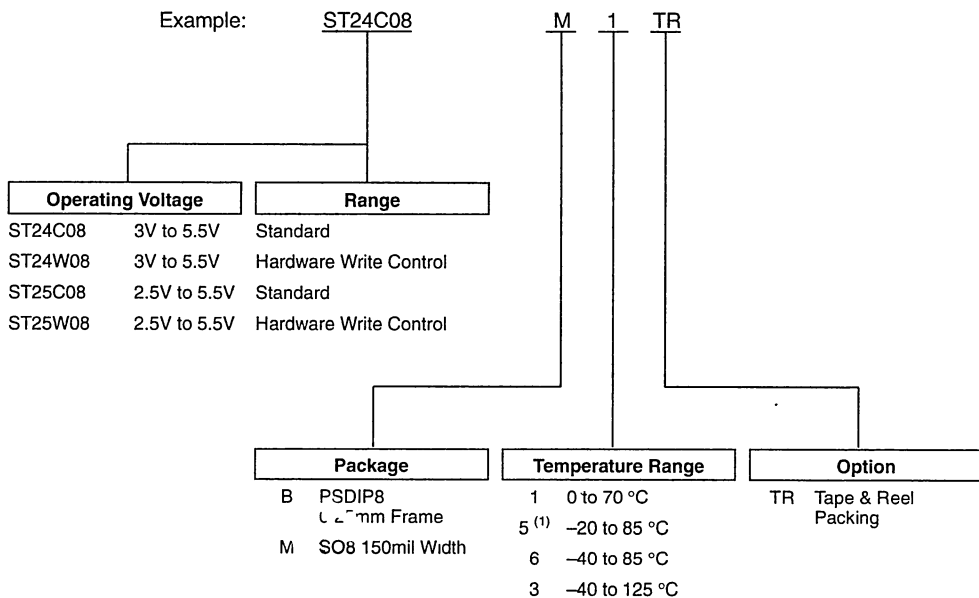 Example: ST24C08 M 1 TR
Operating Voltage Range
ST24C08 3V to 5.5V Standard
ST24W08 3V to 5.5V Hardware Write Control
ST25C08 2.5V to 5.5V Standard
ST25W08 2.5V to 5.5V Hardware Write Control
Package
B PSDIP8
mm Frame
M SO8 150mil Width
Temperature Range
1 0 to 70 °C
5 (1) –20 to 85 °C
6 –40 to 85 °C
3 –40 to 125 °C
Option
TR Tape & Reel
Packing